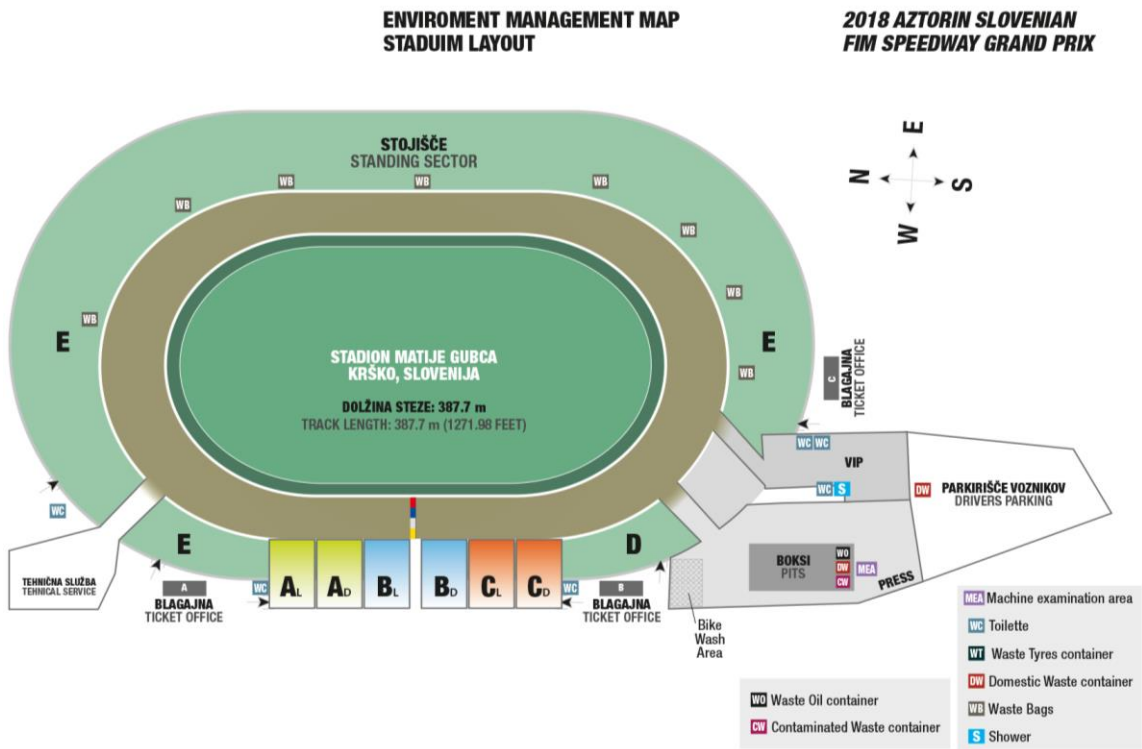 ENVIROMENT MANAGEMENT MAP
STADUIM LAYOUT
2018 AZTORIN SLOVENIAN
FIM SPEEDWAY GRAND PRIX
E
N
S
W
STOJIŠČE
STANDING SECTOR
WB
WB
WB
WB
WB
WB
WB
WB
E
E
STADION MATIJE GUBCA
KRŠKO, SLOVENIJA
DOLŽINA STEZE: 387.7 m
TRACK LENGTH: 387.7 m (1271.98 FEET)
C
BLAGAJNA
TICKET OFFICE
WC WC
VIP
WC S
DW
PARKIRIŠČE VOZNIKOV
DRIVERS PARKING
WC
E
D
TEHNIČNA SLUŽBA
TEHNICAL SERVICE
A
BLAGAJNA
TICKET OFFICE
WC
AL
AD
BL
BD
CL
CD
WC
B
BLAGAJNA
TICKET OFFICE
BOKSI
PITS
WO
DW
CW
MEA
PRESS
Bike
Wash
Area
MEA Machine examination area
WC Toilette
WT Waste Tyres container
DW Domestic Waste container
WB Waste Bags
S Shower
WO Waste Oil container
CW Contaminated Waste container